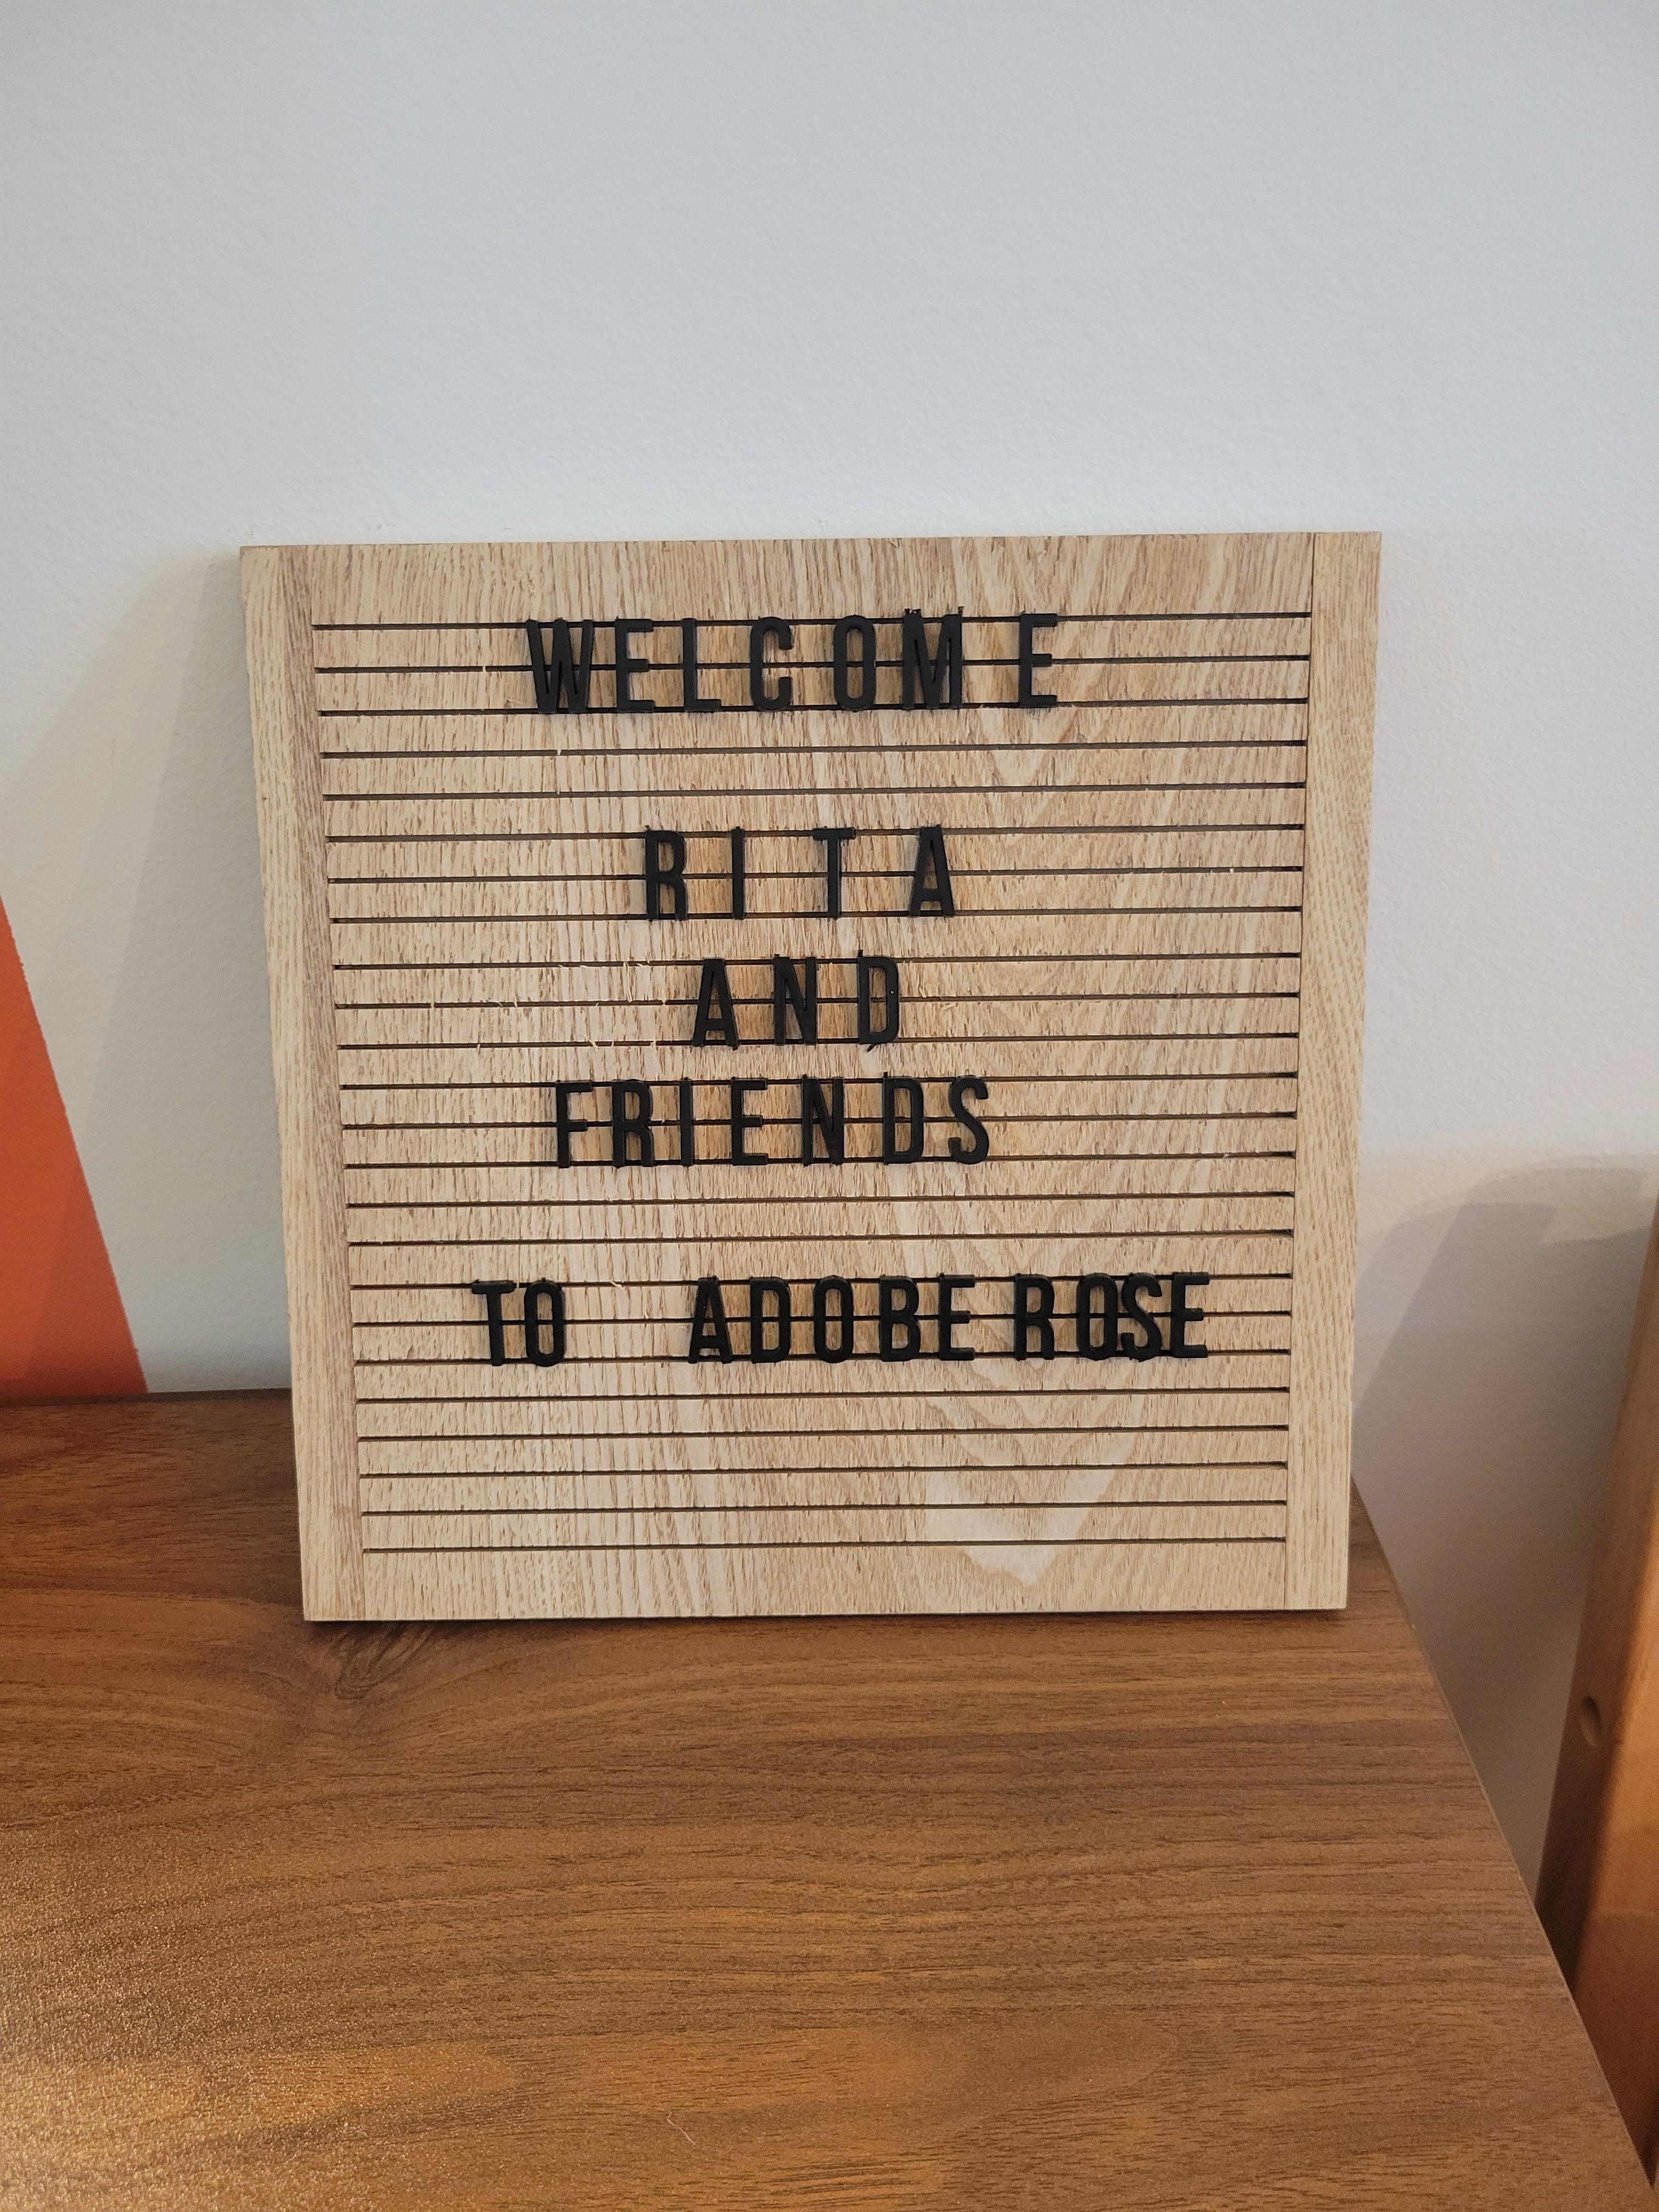 WELCOME
RITA
AND
FRIENDS
TO ADOBE ROSE